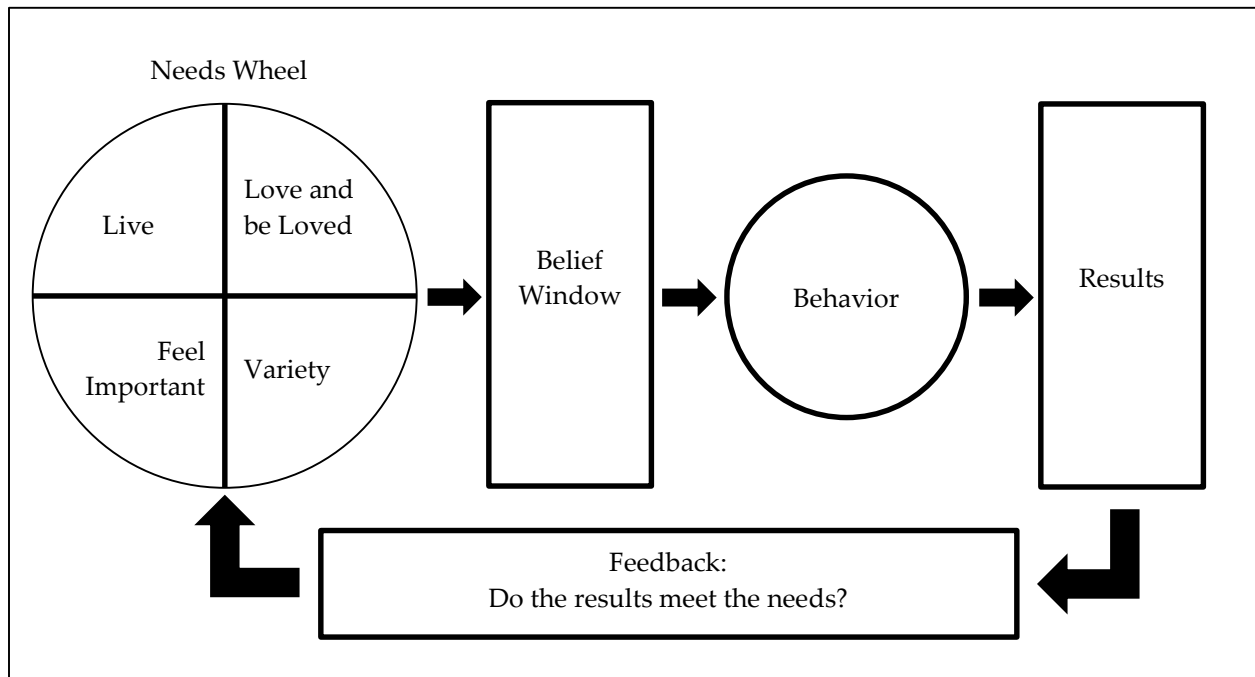 Needs Wheel
Live
Love and
be Loved
Feel
Important
Variety
Belief
Window
Behavior
Results
Feedback:
Do the results meet the needs?